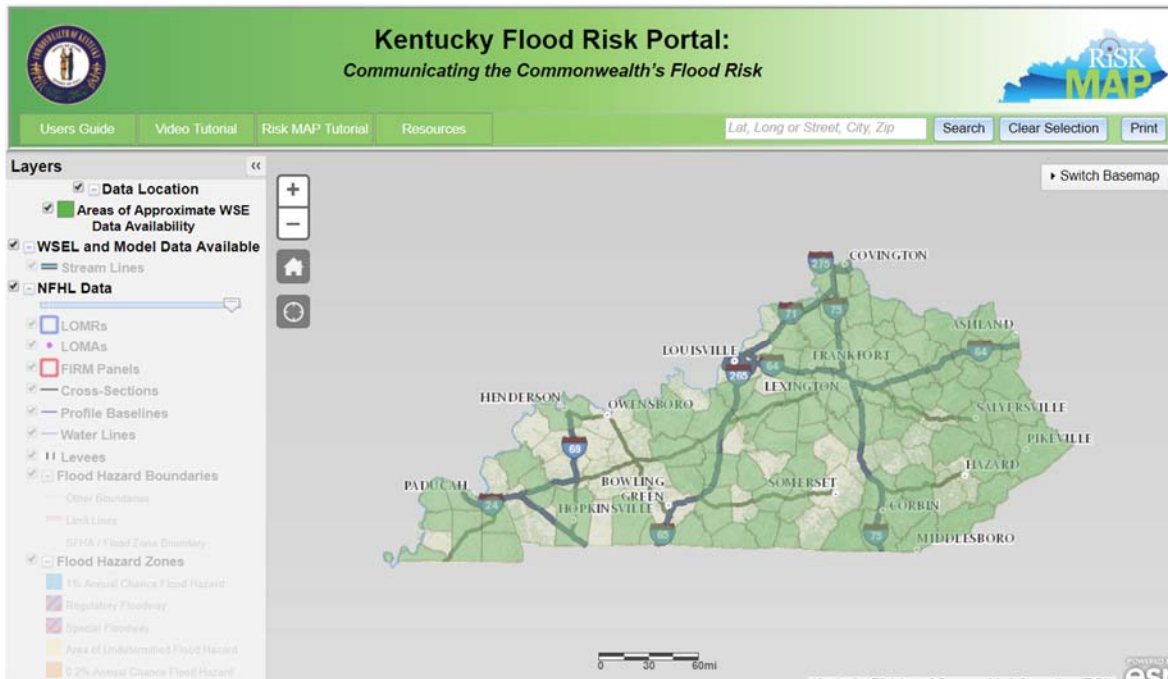 Kentucky Flood Risk Portal:
Communicating the Commonwealth's Flood Risk
RiSK
MAP
Users Guide
Video Tutorial
Risk MAP Tutorial
Resources
Lat, Long or Street, City, Zip
Search
Clear Selection
Print
Layers
«
Data Location
Areas of Approximate WSE
Data Availability
WSEL and Model Data Available
Stream Lines
NFHL Data
LOMRs
LOMAs
FIRM Panels
Cross-Sections
Profile Baselines
Water Lines
Levees
Flood Hazard Boundaries
Other Boundaries
Limit Lines
SFHA / Flood Zone Boundary
Flood Hazard Zones
1% Annual Chance Flood Hazard
Regulatory Floodway
Special Floodway
Area of Undetermined Flood Hazard
0.2% Annual Chance Flood Hazard
+
−
Switch Basemap
275
COVINGTON
71
75
ASHLAND
LOUISVILLE
64
FRANKFORT
64
265
LEXINGTON
HENDERSON
OWENSBORO
SALYERSVILLE
69
PIKEVILLE
HAZARD
PADUCAH
24
BOWLING
GREEN
SOMERSET
HOPKINSVILLE
CORBIN
65
75
MIDDLESBORO
0 30 60mi
POWERED BY
esri